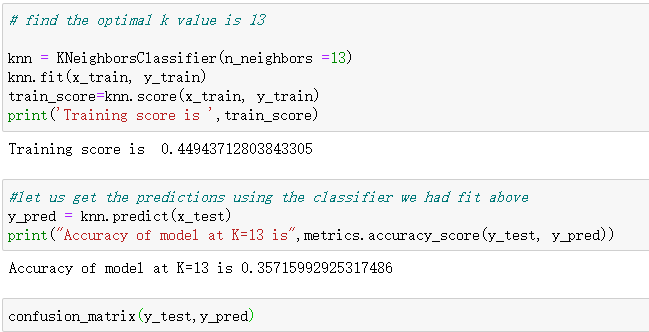 # find the optimal k value is 13
knn = KNeighborsClassifier(n_neighbors =13)
knn.fit(x_train, y_train)
train_score=knn.score(x_train, y_train)
print('Training score is ',train_score)
Training score is  0.44943712803843305
#let us get the predictions using the classifier we had fit above
y_pred = knn.predict(x_test)
print("Accuracy of model at K=13 is",metrics.accuracy_score(y_test, y_pred))
Accuracy of model at K=13 is 0.35715992925317486
confusion_matrix(y_test,y_pred)